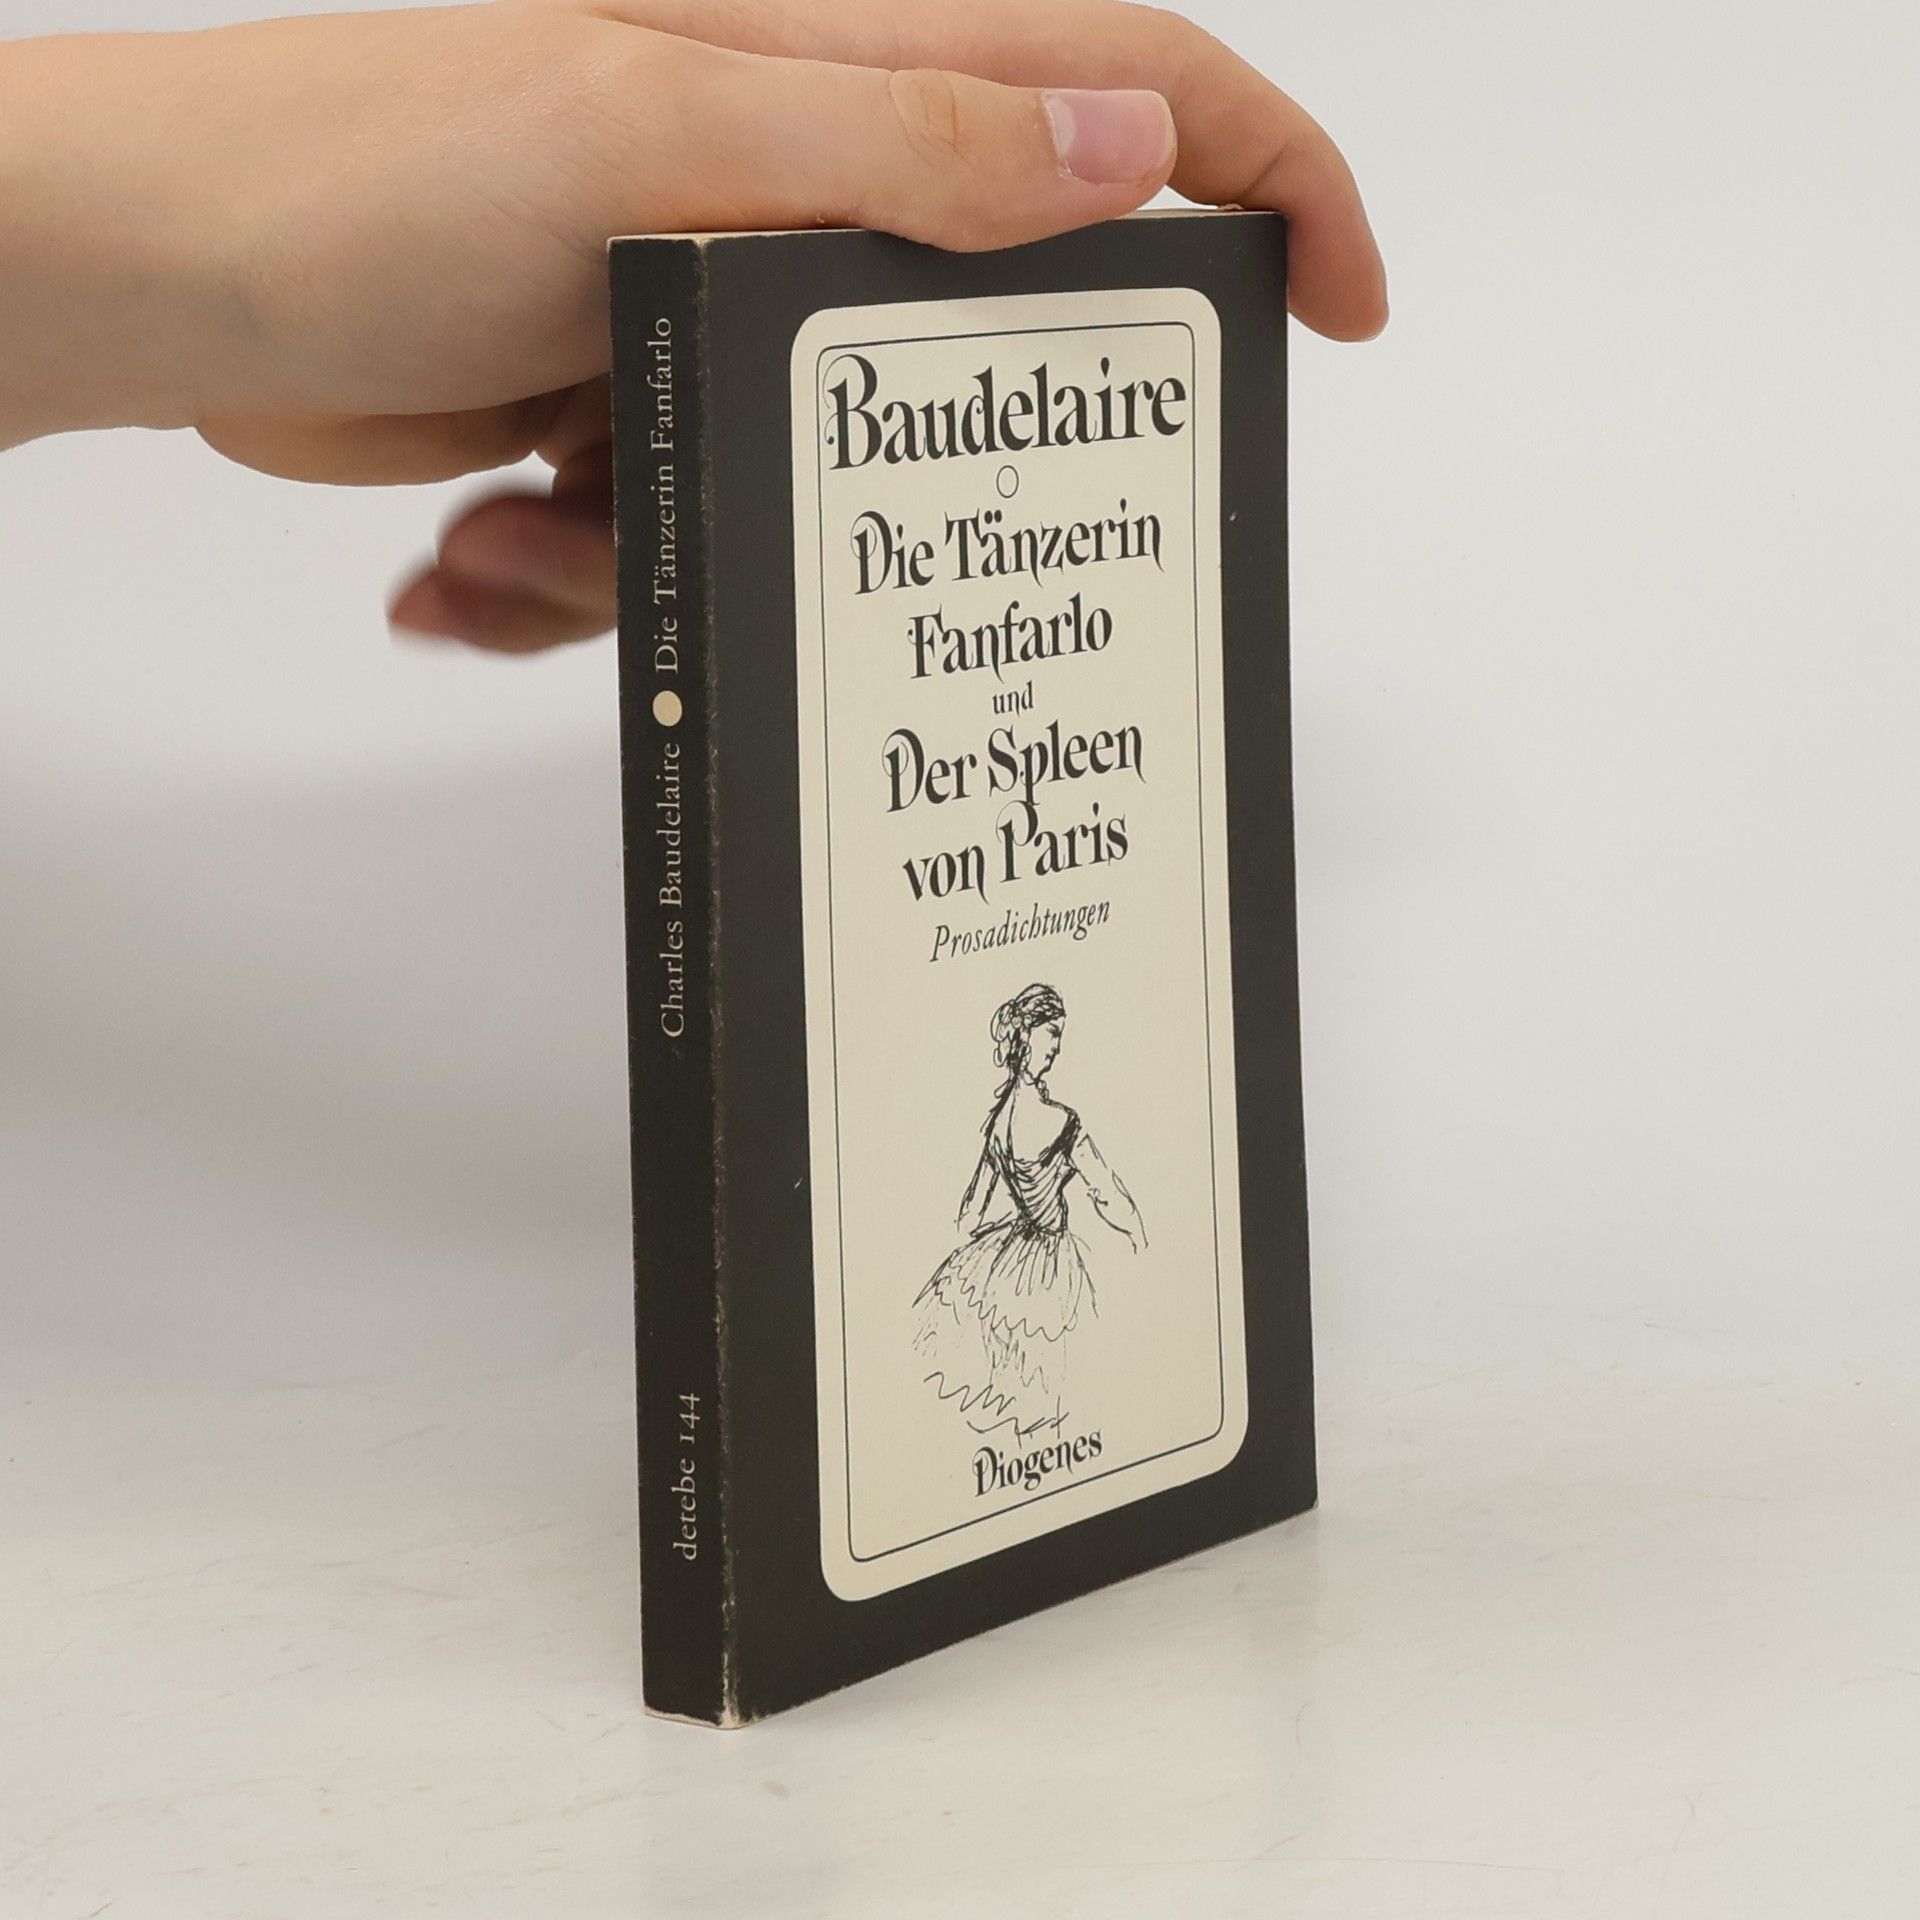 Charles Baudelaire ● Die Tänzerin Fanfarlo
detebe 144
Baudelaire
Die Tänzerin
Fanfarlo
und
Der Spleen
von Paris
Prosadichtungen
Diogenes